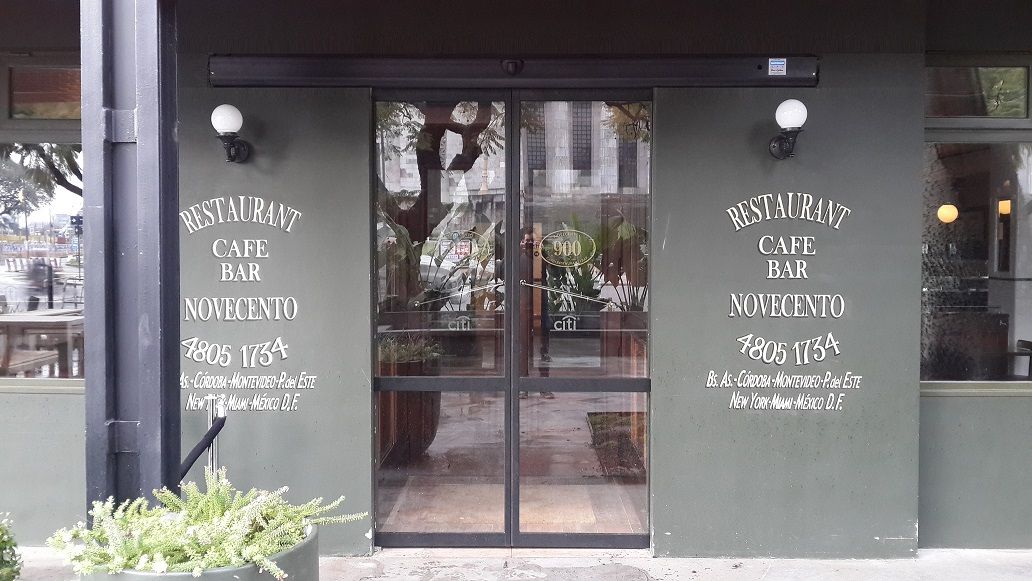 RESTAURANT
CAFE
BAR
NOVECENTO
4805 1734
As.-CÓRDOBA-MONTEVIDEO-P.del ESTE
NEW YORK-MIAMI-MÉXICO D.F.
900
citi
citi
RESTAURANT
CAFE
BAR
NOVECENTO
4805 1734
Bs. As.-CÓRDOBA-MONTEVIDEO-P.del ESTE
NEW YORK-MIAMI-MÉXICO D.F.